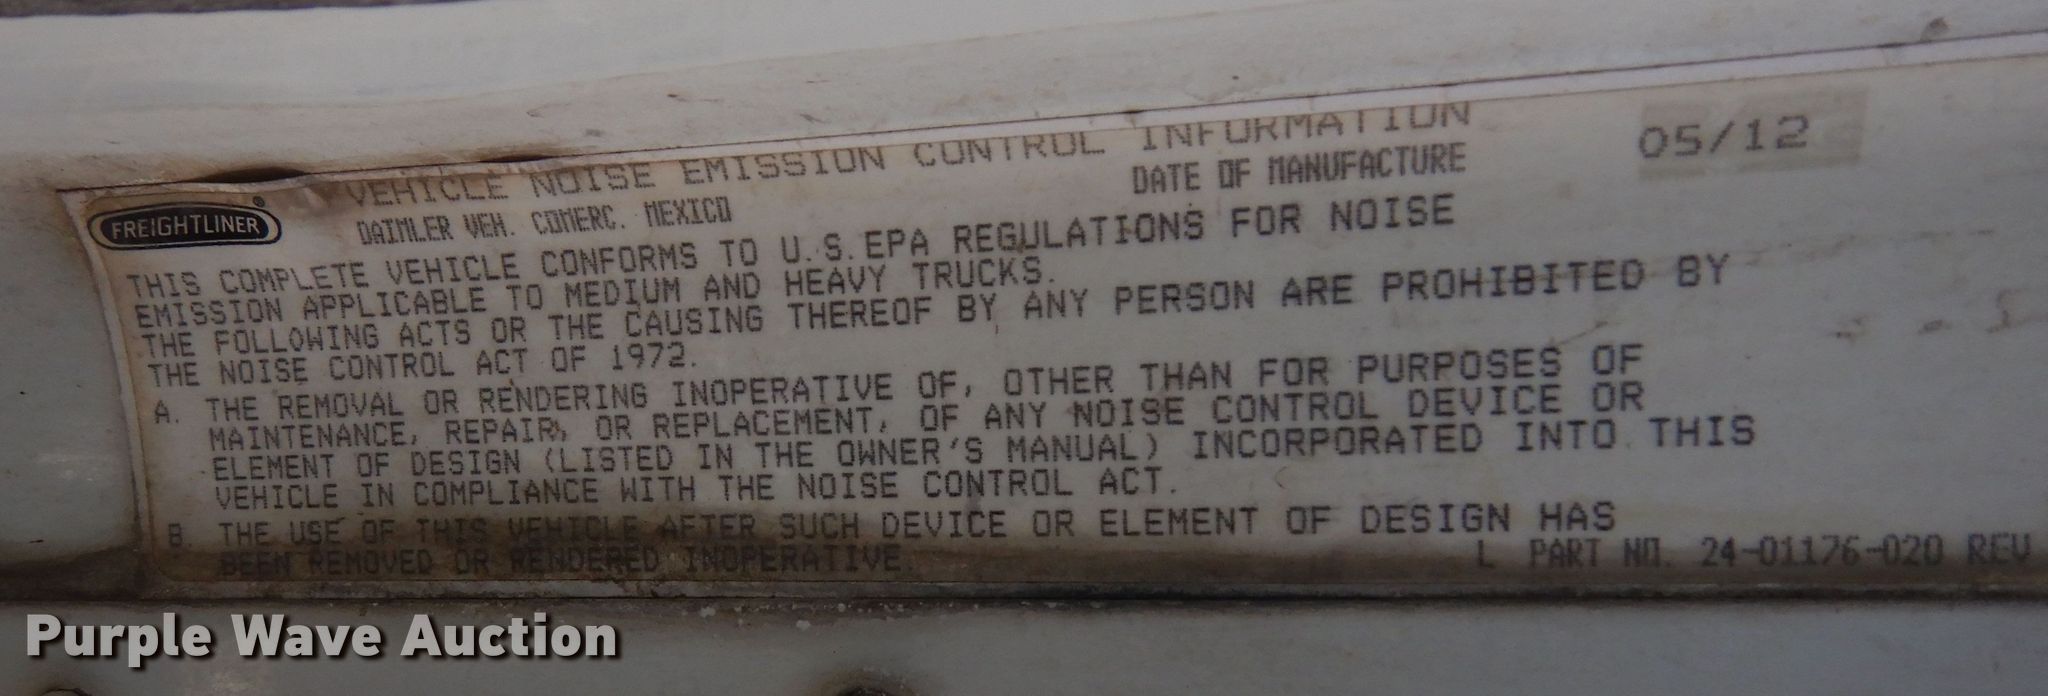 VEHICLE NOISE EMISSION CONTROL INFORMATION
FREIGHTLINER®
DAIMLER VEH. COMERC. MEXICO
DATE OF MANUFACTURE 05/12
THIS COMPLETE VEHICLE CONFORMS TO U.S.EPA REGULATIONS FOR NOISE
EMISSION APPLICABLE TO MEDIUM AND HEAVY TRUCKS.
THE FOLLOWING ACTS OR THE CAUSING THEREOF BY ANY PERSON ARE PROHIBITED BY
THE NOISE CONTROL ACT OF 1972.
A. THE REMOVAL OR RENDERING INOPERATIVE OF, OTHER THAN FOR PURPOSES OF
MAINTENANCE, REPAIR, OR REPLACEMENT, OF ANY NOISE CONTROL DEVICE OR
ELEMENT OF DESIGN (LISTED IN THE OWNER'S MANUAL) INCORPORATED INTO THIS
VEHICLE IN COMPLIANCE WITH THE NOISE CONTROL ACT.
B. THE USE OF THIS VEHICLE AFTER SUCH DEVICE OR ELEMENT OF DESIGN HAS
BEEN REMOVED OR RENDERED INOPERATIVE.
L PART NO. 24-01176-020 REV
Purple Wave Auction